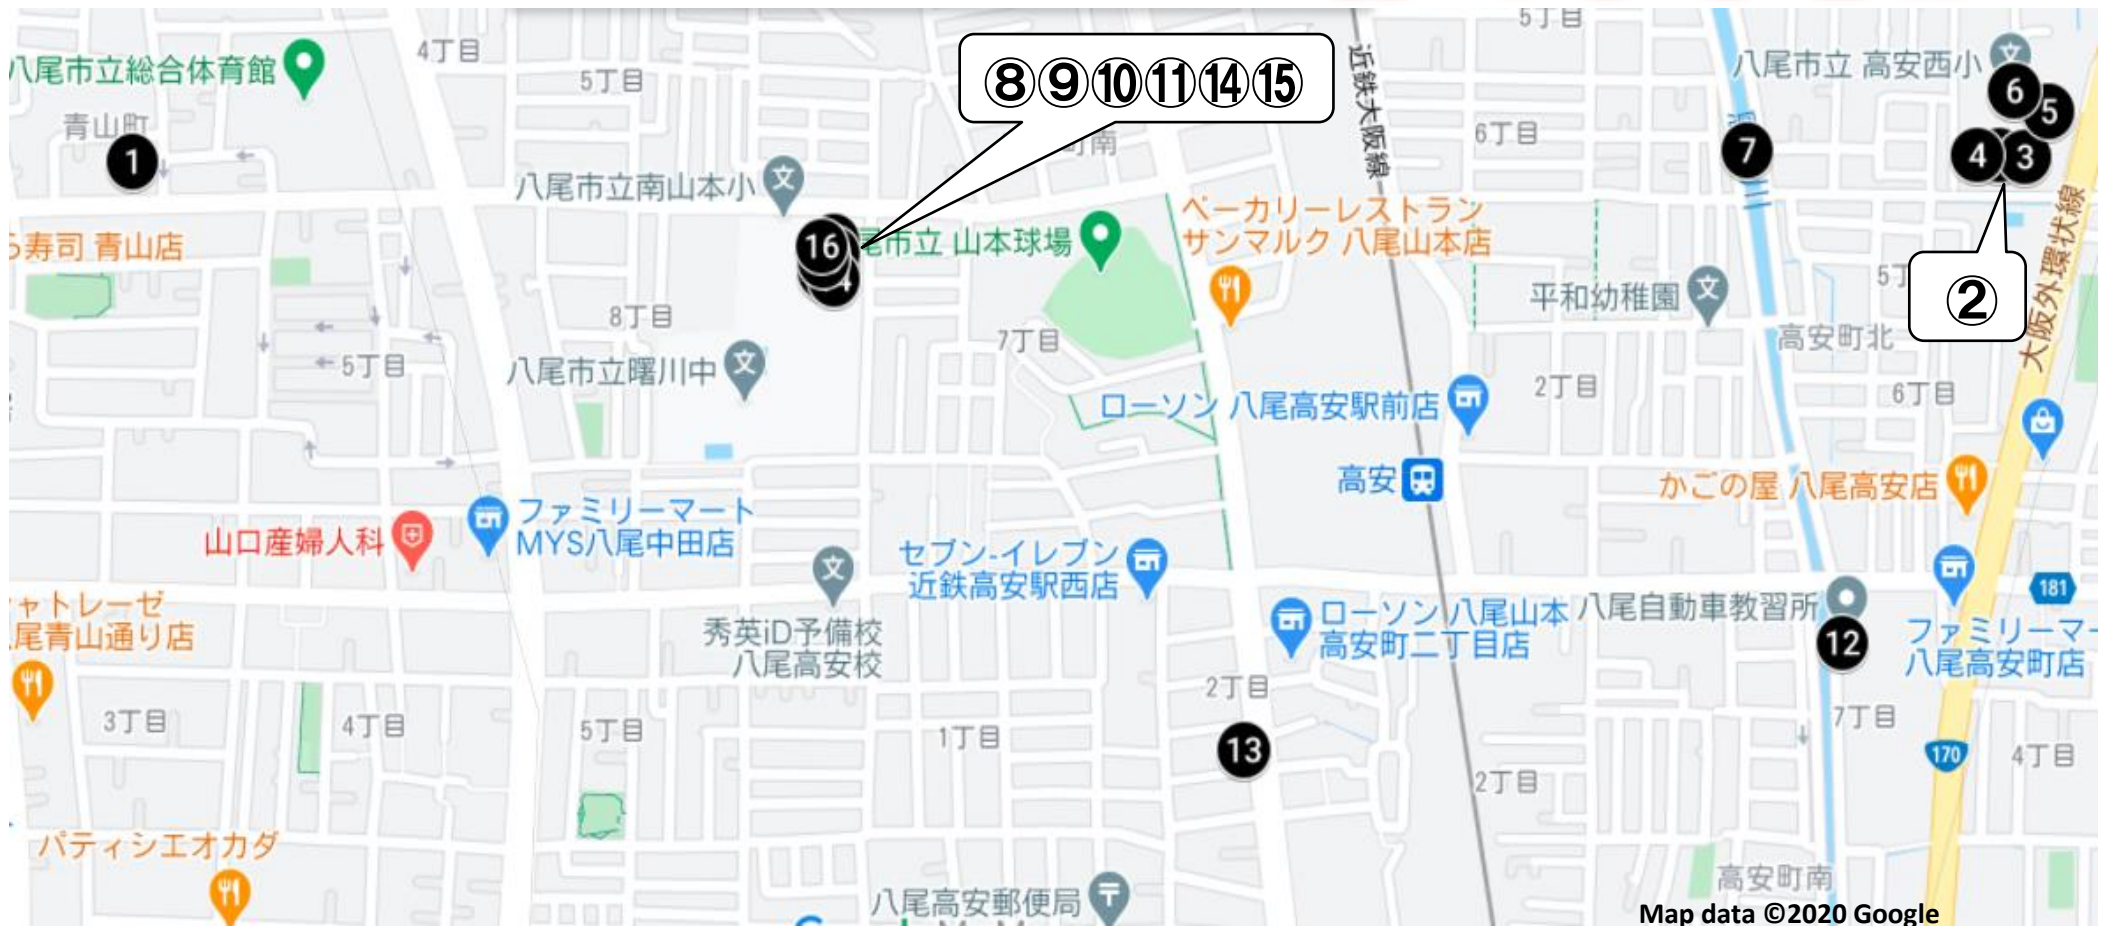 4丁目
5丁目
八尾市立総合体育館
青山町
1
⑧⑨⑩⑪⑭⑮
町南
近鉄大阪線
5丁目
6丁目
八尾市立 高安西小
6
5
4
3
7
②
大阪外環状線
八尾市立南山本小
16
尾市立 山本球場
ベーカリーレストラン
サンマルク 八尾山本店
ら寿司 青山店
平和幼稚園
高安町北
8丁目
7丁目
5丁目
八尾市立曙川中
ローソン 八尾高安駅前店
2丁目
6丁目
高安
かごの屋 八尾高安店
山口産婦人科
ファミリーマート
MYS八尾中田店
セブン-イレブン
近鉄高安駅西店
秀英iD予備校
八尾高安校
ローソン 八尾山本
高安町二丁目店
八尾自動車教習所
12
181
ファミリーマー
八尾高安町店
ャトレーゼ
尾青山通り店
3丁目
4丁目
5丁目
1丁目
2丁目
13
2丁目
7丁目
170
4丁目
パティシエオカダ
八尾高安郵便局
高安町南
Map data ©2020 Google